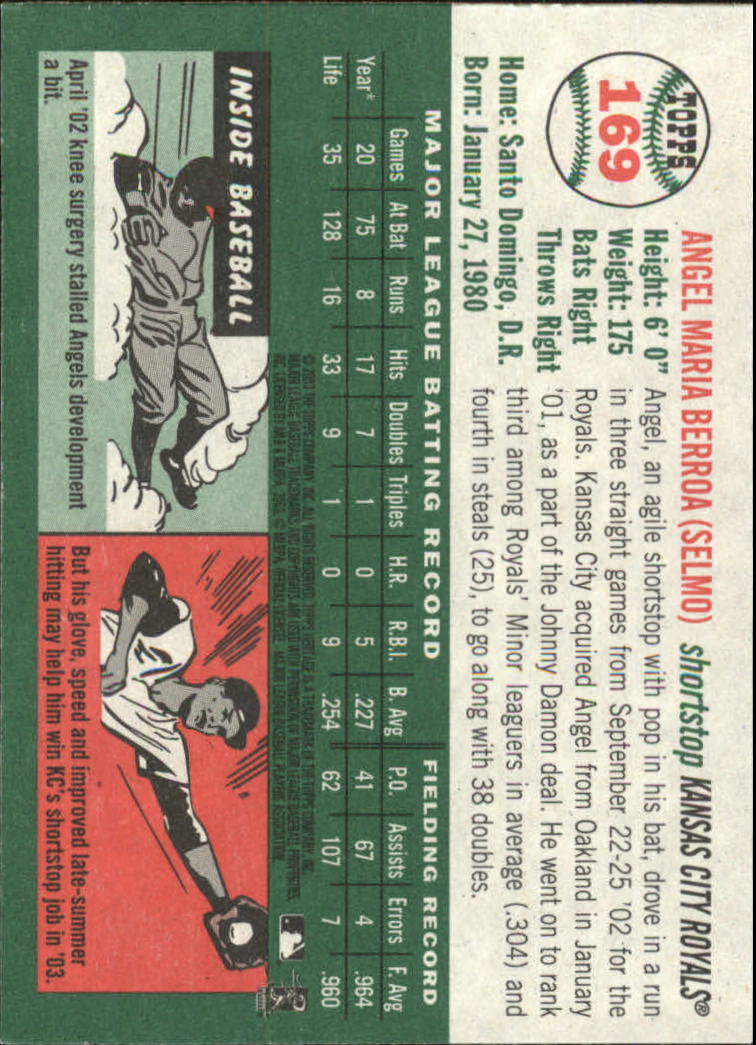 TOPPS
169
ANGEL MARIA BERROA (SELMO) shortstop KANSAS CITY ROYALS®
Height: 6' 0"
Weight: 175
Bats Right
Throws Right
Home: Santo Domingo, D.R.
Born: January 27, 1980
Angel, an agile shortstop with pop in his bat, drove in a run
in three straight games from September 22-25 '02 for the
Royals. Kansas City acquired Angel from Oakland in January
'01, as a part of the Johnny Damon deal. He went on to rank
third among Royals' Minor leaguers in average (.304) and
fourth in steals (25), to go along with 38 doubles.
MAJOR LEAGUE BATTING RECORD FIELDING RECORD
Games At Bat Runs Hits Doubles Triples H.R. R.B.I. B. Avg P.O. Assists Errors F. Avg
Year* 20 75 8 17 7 1 0 5 .227 41 67 4 .964
Life 35 128 16 33 9 1 0 9 .254 62 107 7 .960
INSIDE BASEBALL
April '02 knee surgery stalled Angels development
a bit.
But his glove, speed and improved late-summer
hitting may help him win KC's shortstop job in '03.